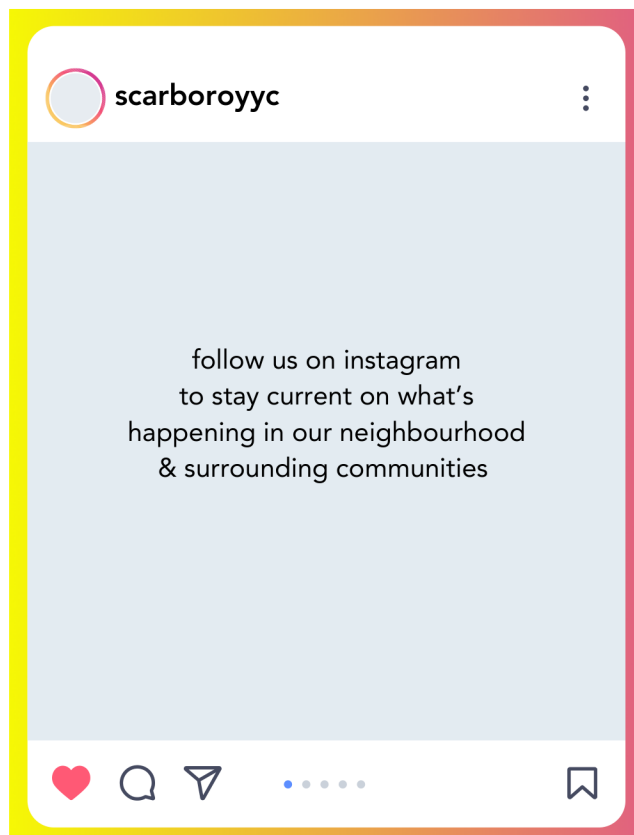 scarboroyyc
follow us on instagram
to stay current on what’s
happening in our neighbourhood
& surrounding communities